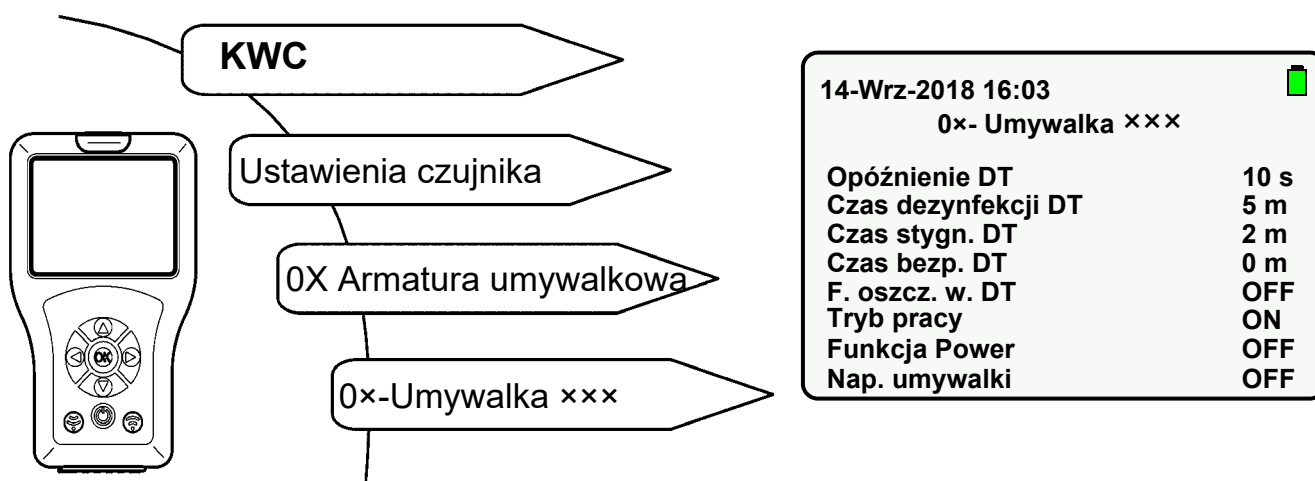 KWC
Ustawienia czujnika
0X Armatura umywalkowa
0×-Umywalka ×××
OK
14-Wrz-2018 16:03
0×- Umywalka ×××
Opóźnienie DT 10 s
Czas dezynfekcji DT 5 m
Czas stygn. DT 2 m
Czas bezp. DT 0 m
F. oszcz. w. DT OFF
Tryb pracy ON
Funkcja Power OFF
Nap. umywalki OFF